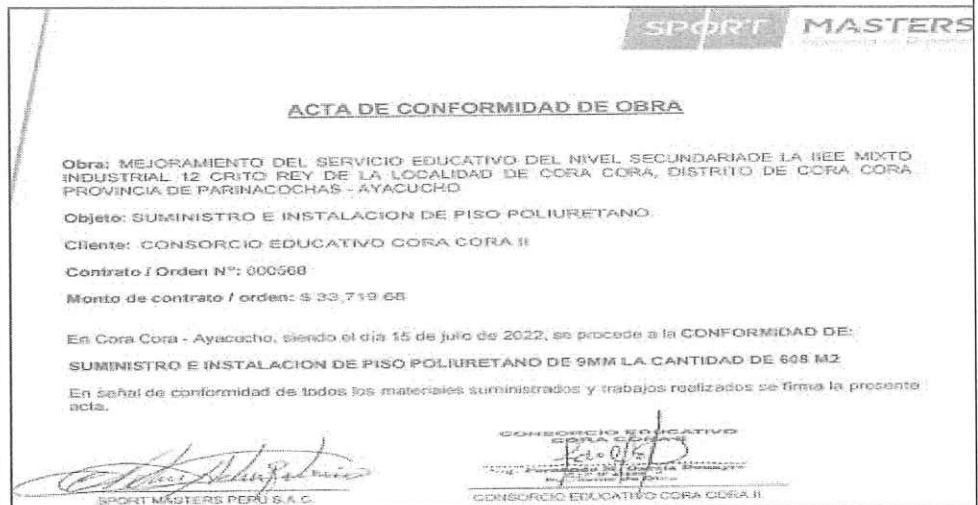 SPORT MASTERS
ACTA DE CONFORMIDAD DE OBRA
Obra: MEJORAMIENTO DEL SERVICIO EDUCATIVO DEL NIVEL SECUNDARIADE LA IIEE MIXTO
INDUSTRIAL 12 CRITO REY DE LA LOCALIDAD DE CORA CORA, DISTRITO DE CORA CORA
PROVINCIA DE PARINACOCHAS - AYACUCHO
Objeto: SUMINISTRO E INSTALACION DE PISO POLIURETANO.
Cliente: CONSORCIO EDUCATIVO CORA CORA II
Contrato / Orden N°: 000568
Monto de contrato / orden: $ 33,719.68
En Cora Cora - Ayacucho, siendo el día 15 de julio de 2022, se procede a la CONFORMIDAD DE:
SUMINISTRO E INSTALACION DE PISO POLIURETANO DE 9MM LA CANTIDAD DE 608 M2
En señal de conformidad de todos los materiales suministrados y trabajos realizados se firma la presente
acta.
CONSORCIO EDUCATIVO
CORA CORA II
SPORT MASTERS PERÚ S.A.C.
CONSORCIO EDUCATIVO CORA CORA II